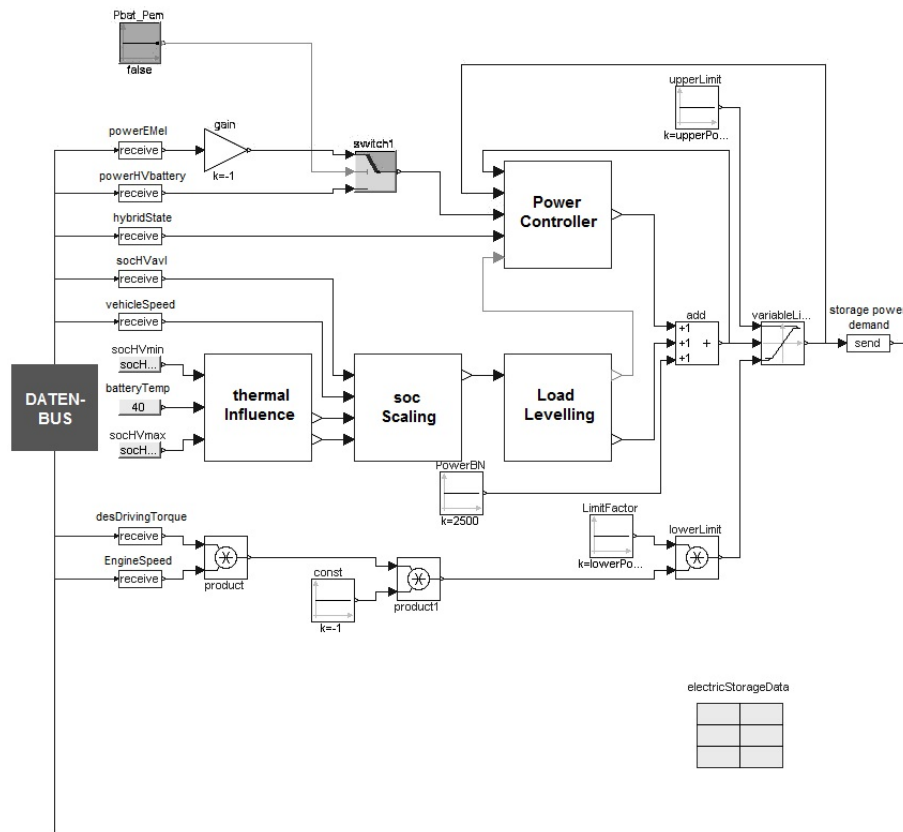 Pbat_Pem
false
upperLimit
k=upperPo...
powerEMel
receive
gain
k=-1
switch1
powerHVbattery
receive
Power
Controller
hybridState
receive
socHVavl
receive
vehicleSpeed
receive
add
+1
+1
+
+1
variableLi...
storage power
demand
send
socHVmin
socH...
batteryTemp
40
socHVmax
socH...
DATEN-
BUS
thermal
Influence
soc
Scaling
Load
Levelling
PowerBN
k=2500
desDrivingTorque
receive
EngineSpeed
receive
product
const
k=-1
product1
LimitFactor
k=lowerPo...
lowerLimit
electricStorageData